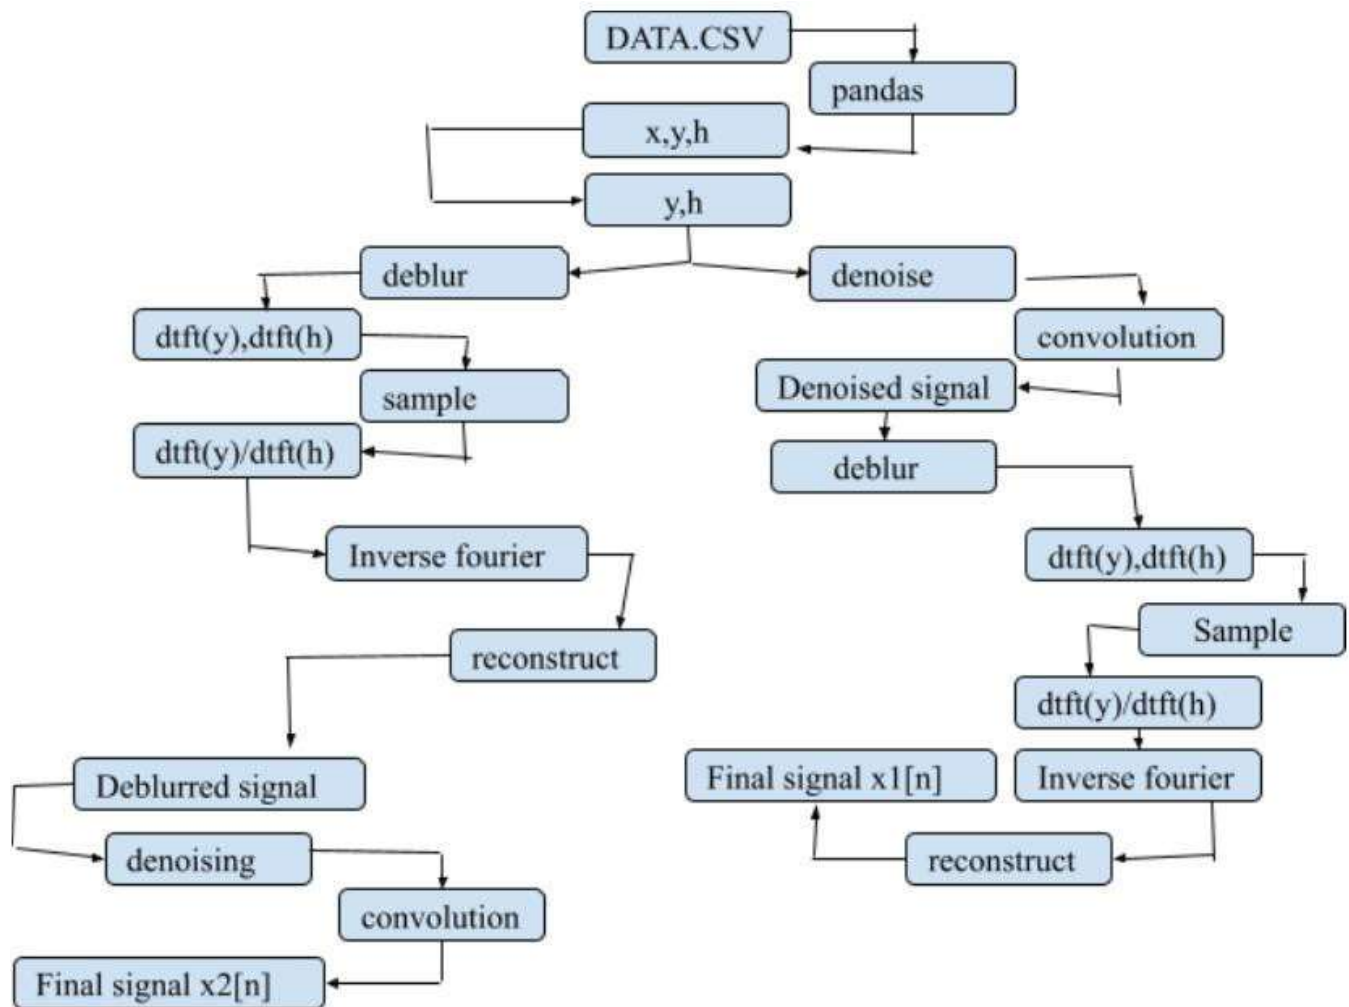 DATA.CSV
pandas
x,y,h
y,h
deblur
denoise
dtft(y),dtft(h)
convolution
sample
Denoised signal
dtft(y)/dtft(h)
deblur
Inverse fourier
dtft(y),dtft(h)
Sample
reconstruct
dtft(y)/dtft(h)
Deblurred signal
Final signal x1[n]
Inverse fourier
denoising
reconstruct
convolution
Final signal x2[n]